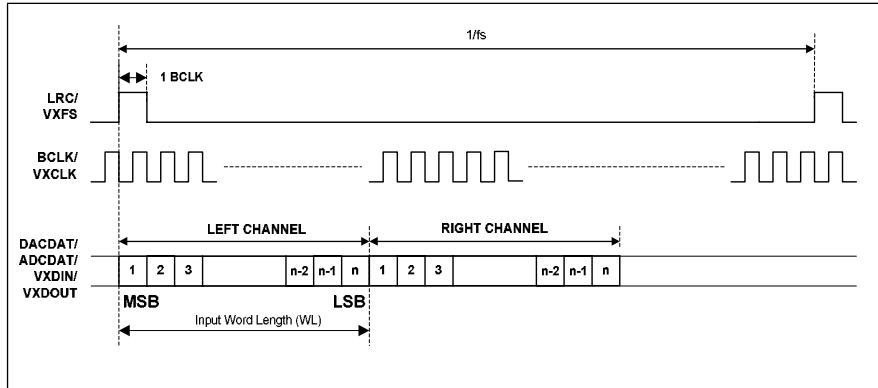 1/fs
1 BCLK
LRC/
VXFS
BCLK/
VXCLK
LEFT CHANNEL RIGHT CHANNEL
DACDAT/
ADCDAT/
VXDIN/
VXDOUT
1 2 3 n-2 n-1 n 1 2 3 n-2 n-1 n
MSB LSB
Input Word Length (WL)